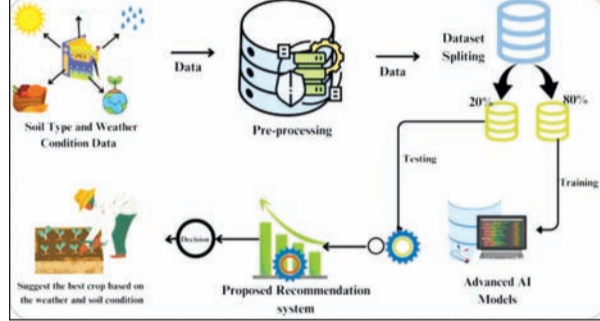 Soil Type and Weather
Condition Data
Data
Pre-processing
Data
Dataset
Spliting
20%
80%
Testing
Training
Advanced AI
Models
Proposed Recommendation
system
Decision
Suggest the best crop based on
the weather and soil condition